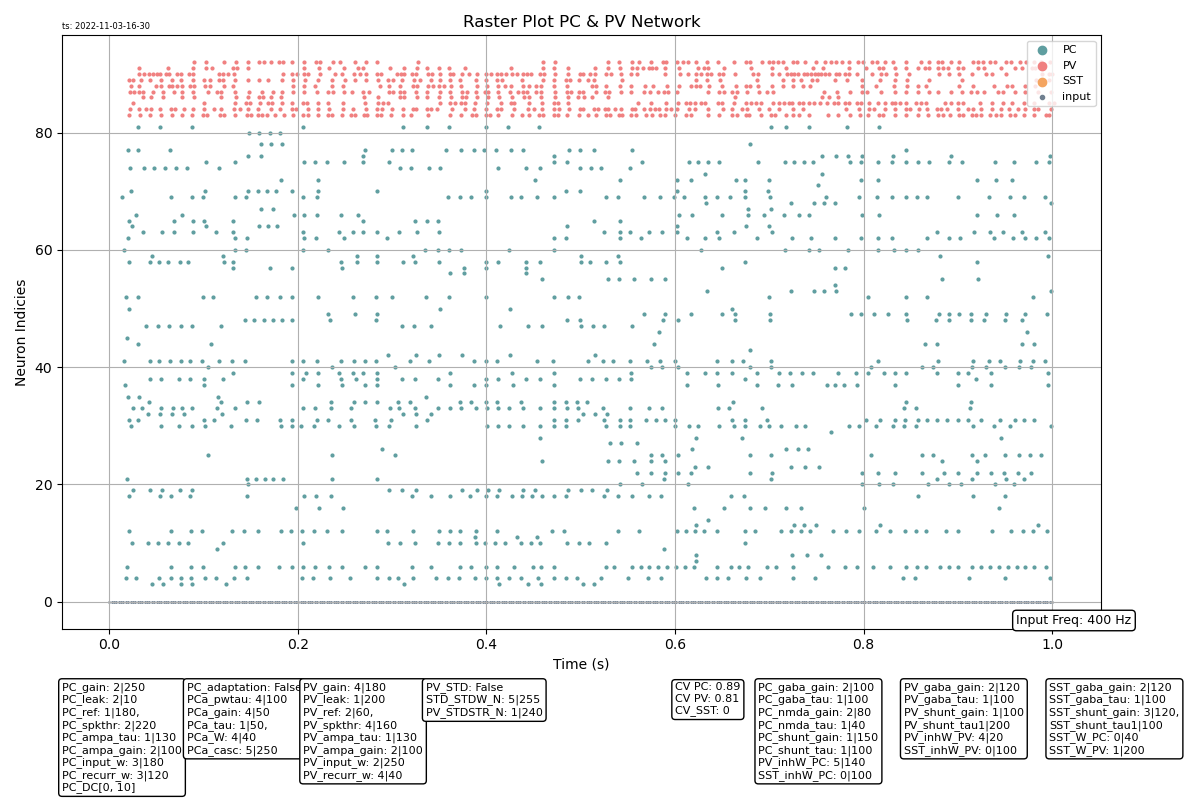 ts: 2022-11-03-16-30
Raster Plot PC & PV Network
PC
PV
SST
input
Neuron Indicies
80
60
40
20
0
0.0 0.2 0.4 0.6 0.8 1.0
Time (s)
Input Freq: 400 Hz
PC_gain: 2|250
PC_leak: 2|10
PC_ref: 1|180,
PC_spkthr: 2|220
PC_ampa_tau: 1|130
PC_ampa_gain: 2|100
PC_input_w: 3|180
PC_recurr_w: 3|120
PC_DC[0, 10]
PC_adaptation: False
PCa_pwtau: 4|100
PCa_gain: 4|50
PCa_tau: 1|50,
PCa_W: 4|40
PCa_casc: 5|250
PV_gain: 4|180
PV_leak: 1|200
PV_ref: 2|60,
PV_spkthr: 4|160
PV_ampa_tau: 1|130
PV_ampa_gain: 2|100
PV_input_w: 2|250
PV_recurr_w: 4|40
PV_STD: False
STD_STDW_N: 5|255
PV_STDSTR_N: 1|240
CV PC: 0.89
CV PV: 0.81
CV_SST: 0
PC_gaba_gain: 2|100
PC_gaba_tau: 1|100
PC_nmda_gain: 2|80
PC_nmda_tau: 1|40
PC_shunt_gain: 1|150
PC_shunt_tau: 1|100
PV_inhW_PC: 5|140
SST_inhW_PC: 0|100
PV_gaba_gain: 2|120
PV_gaba_tau: 1|100
PV_shunt_gain: 1|100
PV_shunt_tau1|200
PV_inhW_PV: 4|20
SST_inhW_PV: 0|100
SST_gaba_gain: 2|120
SST_gaba_tau: 1|100
SST_shunt_gain: 3|120,
SST_shunt_tau1|100
SST_W_PC: 0|40
SST_W_PV: 1|200